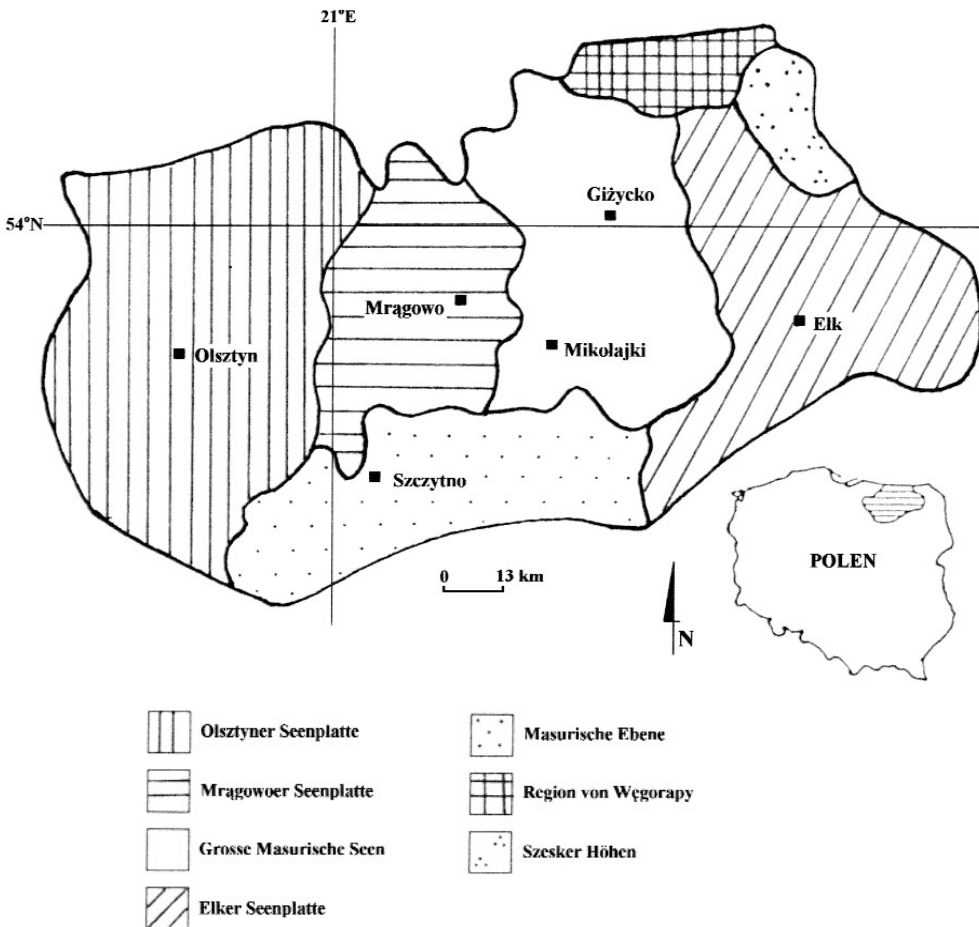 21°E
Giżycko
54°N
Mrągowo
Ełk
Mikołajki
Olsztyn
Szczytno
POLEN
0 13 km
N
Olsztyner Seenplatte
Masurische Ebene
Mrągowoer Seenplatte
Region von Węgorapy
Grosse Masurische Seen
Szesker Höhen
Elker Seenplatte